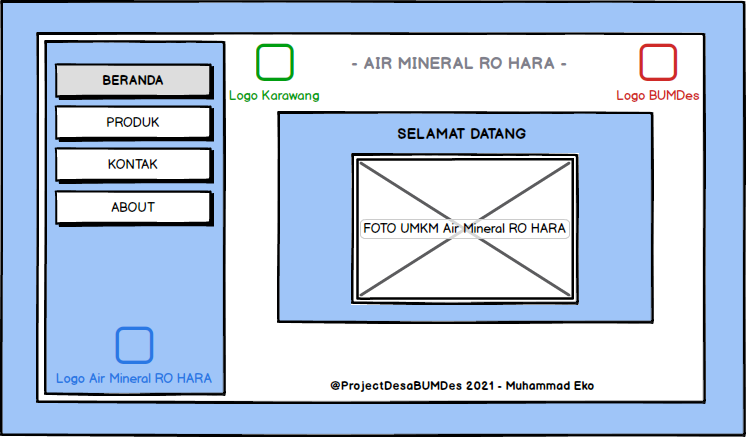 BERANDA
PRODUK
KONTAK
ABOUT
Logo Air Mineral RO HARA
Logo Karawang
- AIR MINERAL RO HARA -
Logo BUMDes
SELAMAT DATANG
FOTO UMKM Air Mineral RO HARA
@ProjectDesaBUMDes 2021 - Muhammad Eko